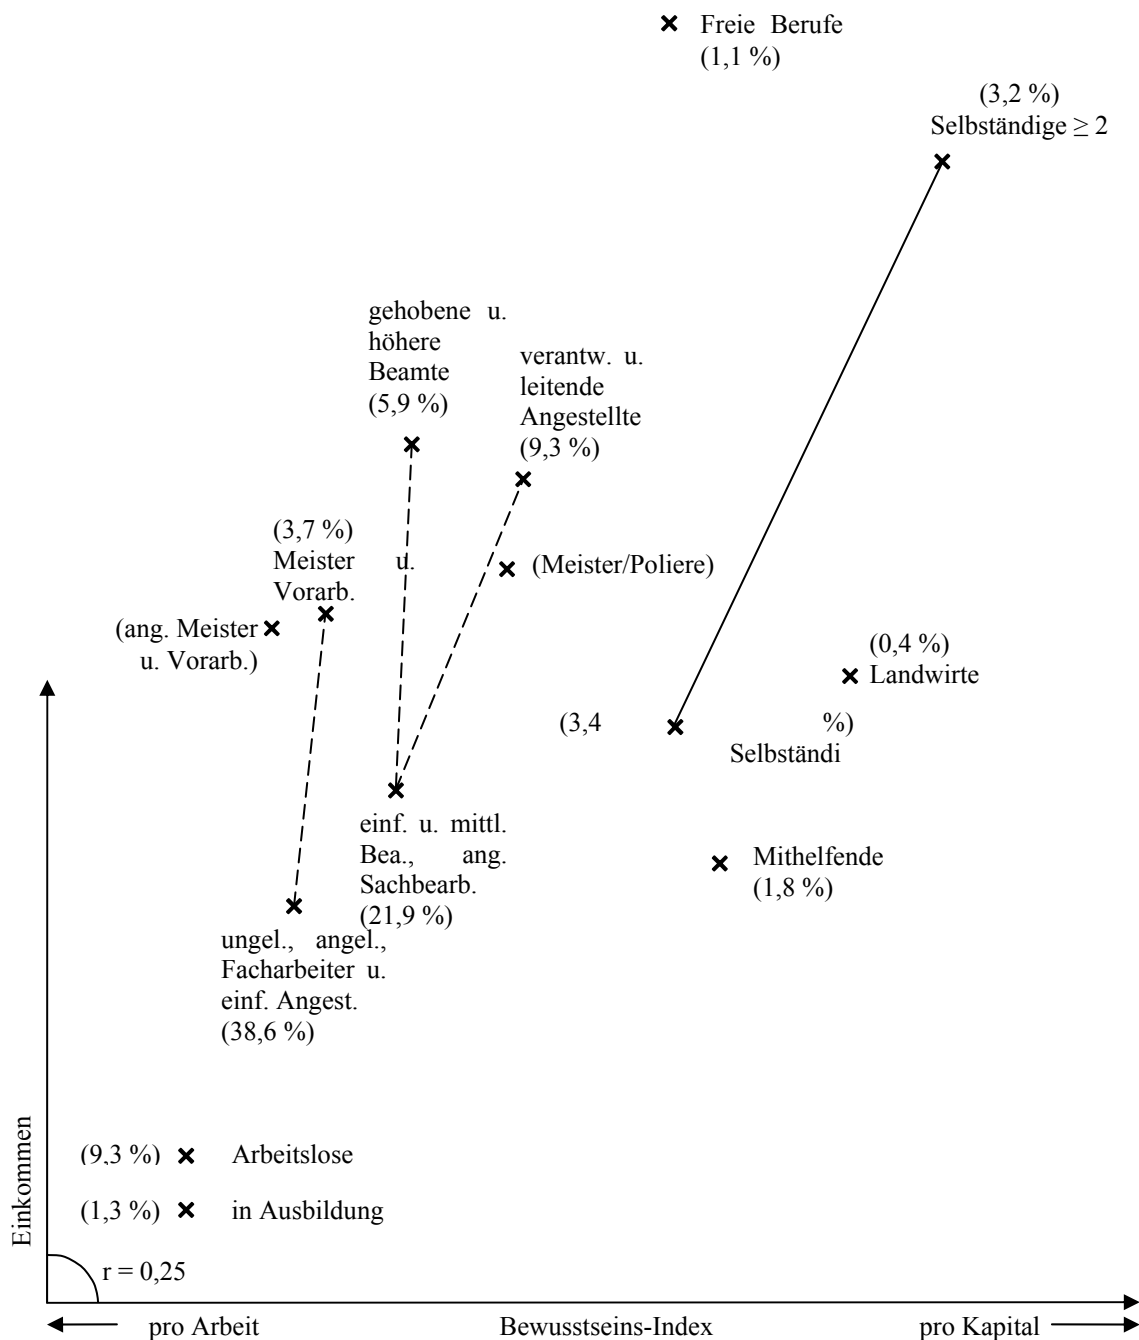 Freie Berufe
(1,1 %)
(3,2 %)
Selbständige ≥ 2
gehobene u.
höhere
Beamte
(5,9 %)
verantw. u.
leitende
Angestellte
(9,3 %)
(3,7 %)
Meister u.
Vorarb.
(Meister/Poliere)
(ang. Meister
u. Vorarb.)
(0,4 %)
Landwirte
(3,4 %)
Selbständi
einf. u. mittl.
Bea., ang.
Sachbearb.
(21,9 %)
Mithelfende
(1,8 %)
ungel., angel.,
Facharbeiter u.
einf. Angest.
(38,6 %)
(9,3 %) Arbeitslose
(1,3 %) in Ausbildung
Einkommen
r = 0,25
pro Arbeit Bewusstseins-Index pro Kapital